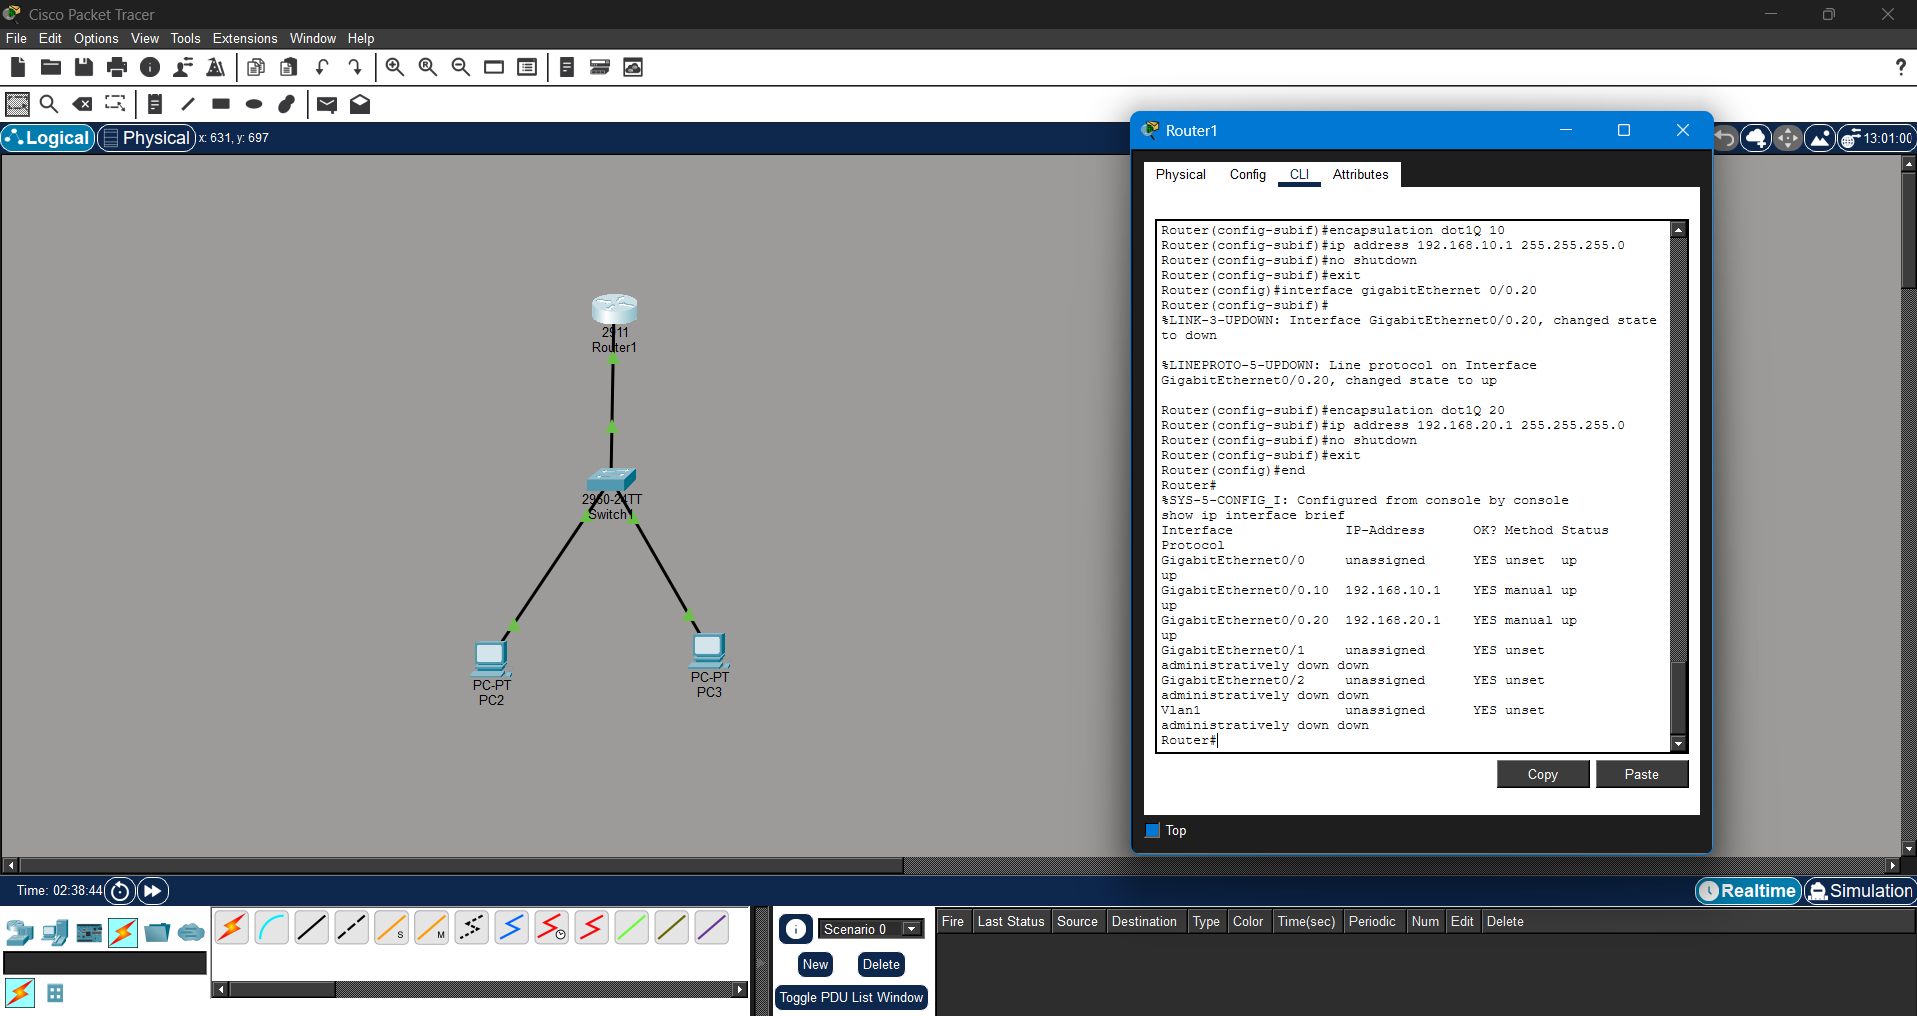 Cisco Packet Tracer
File Edit Options View Tools Extensions Window Help
?
Logical Physical x: 631, y: 697
13:01:00
2911
Router1
2960-24TT
Switch1
PC-PT
PC2
PC-PT
PC3
Router1
Physical Config CLI Attributes
Router(config-subif)#encapsulation dot1Q 10
Router(config-subif)#ip address 192.168.10.1 255.255.255.0
Router(config-subif)#no shutdown
Router(config-subif)#exit
Router(config)#interface gigabitEthernet 0/0.20
Router(config-subif)#
%LINK-3-UPDOWN: Interface GigabitEthernet0/0.20, changed state
to down
%LINEPROTO-5-UPDOWN: Line protocol on Interface
GigabitEthernet0/0.20, changed state to up
Router(config-subif)#encapsulation dot1Q 20
Router(config-subif)#ip address 192.168.20.1 255.255.255.0
Router(config-subif)#no shutdown
Router(config-subif)#exit
Router(config)#end
Router#
%SYS-5-CONFIG_I: Configured from console by console
show ip interface brief
Interface IP-Address OK? Method Status
Protocol
GigabitEthernet0/0 unassigned YES unset up
up
GigabitEthernet0/0.10 192.168.10.1 YES manual up
up
GigabitEthernet0/0.20 192.168.20.1 YES manual up
up
GigabitEthernet0/1 unassigned YES unset
administratively down down
GigabitEthernet0/2 unassigned YES unset
administratively down down
Vlan1 unassigned YES unset
administratively down down
Router#
Copy Paste
Top
Time: 02:38:44
Realtime Simulation
S M
Scenario 0
New Delete
Toggle PDU List Window
Fire Last Status Source Destination Type Color Time(sec) Periodic Num Edit Delete